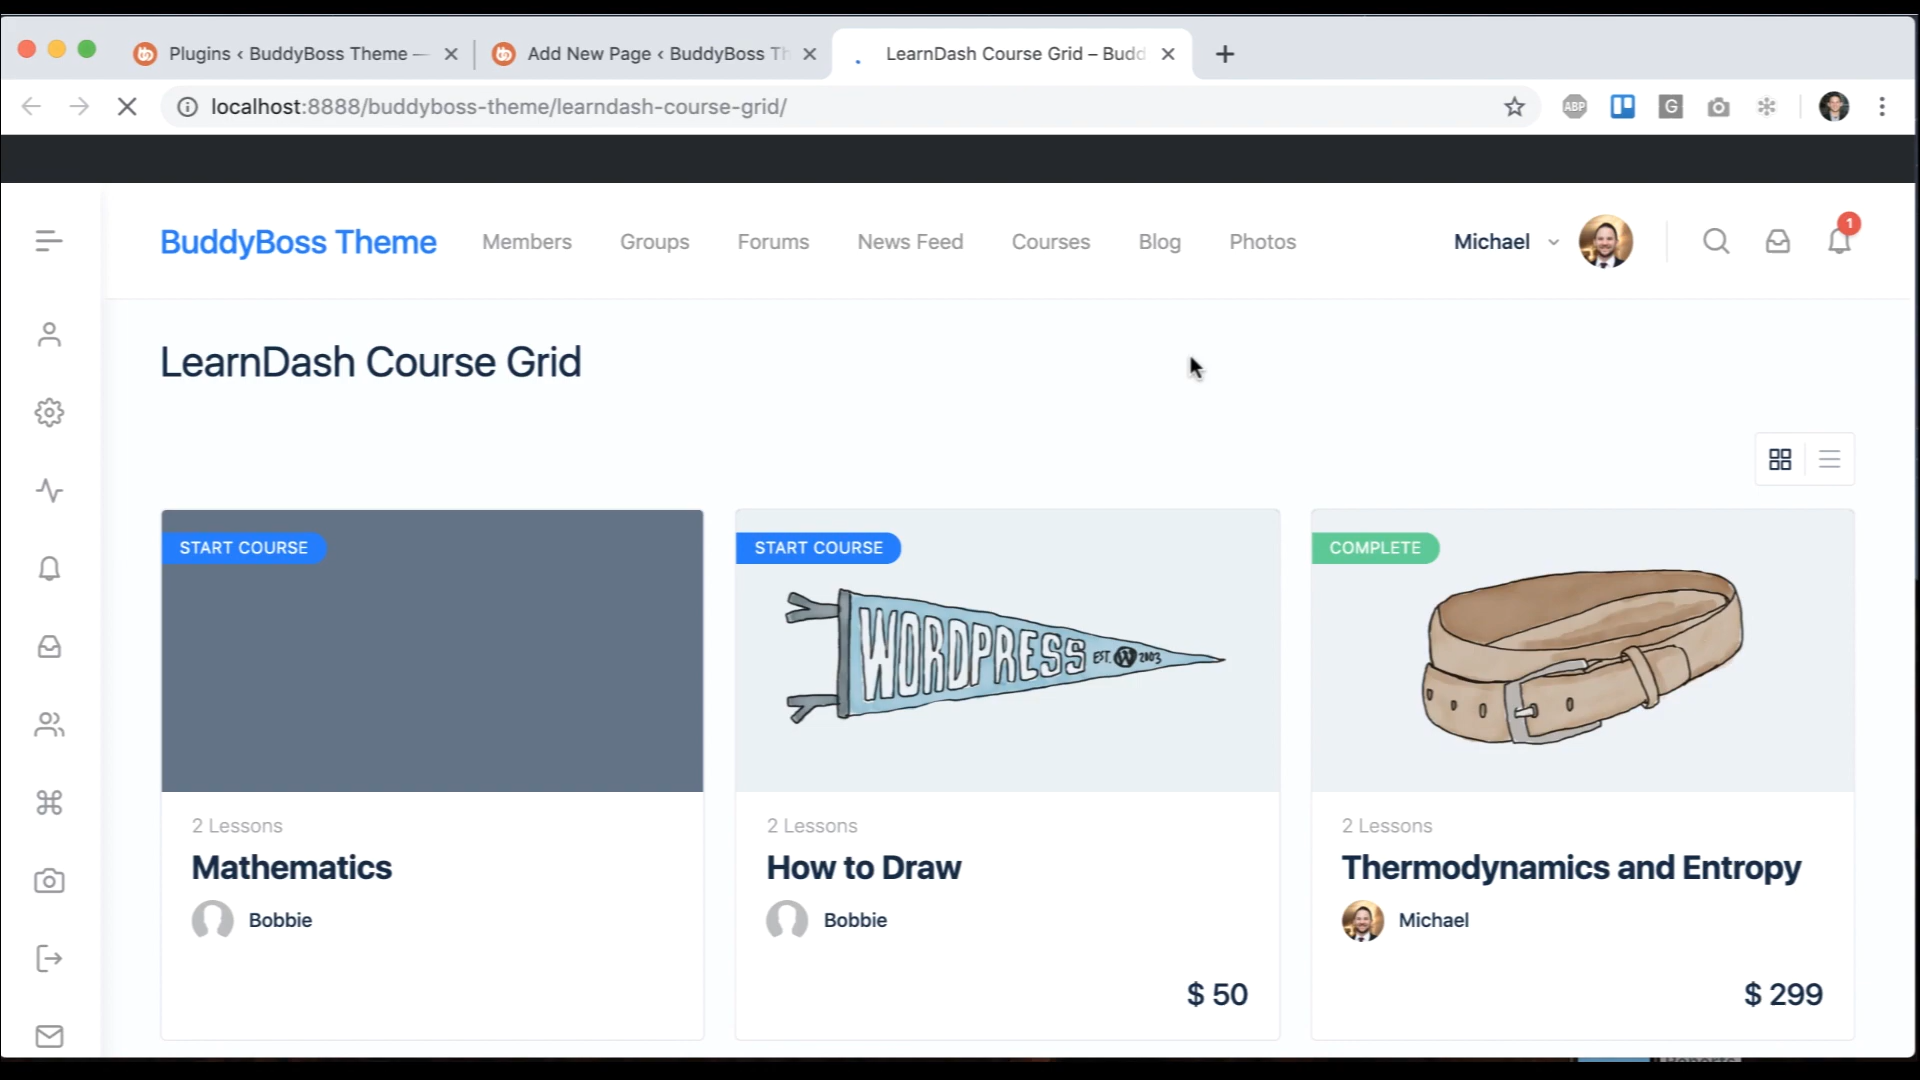 Plugins ‹ BuddyBoss Theme —
Add New Page ‹ BuddyBoss Th
LearnDash Course Grid – Budd
localhost:8888/buddyboss-theme/learndash-course-grid/
ABP
G
BuddyBoss Theme
Members
Groups
Forums
News Feed
Courses
Blog
Photos
Michael
1
LearnDash Course Grid
START COURSE
START COURSE
COMPLETE
WORDPRESS EST. W 2003
2 Lessons
Mathematics
Bobbie
2 Lessons
How to Draw
Bobbie
$ 50
2 Lessons
Thermodynamics and Entropy
Michael
$ 299